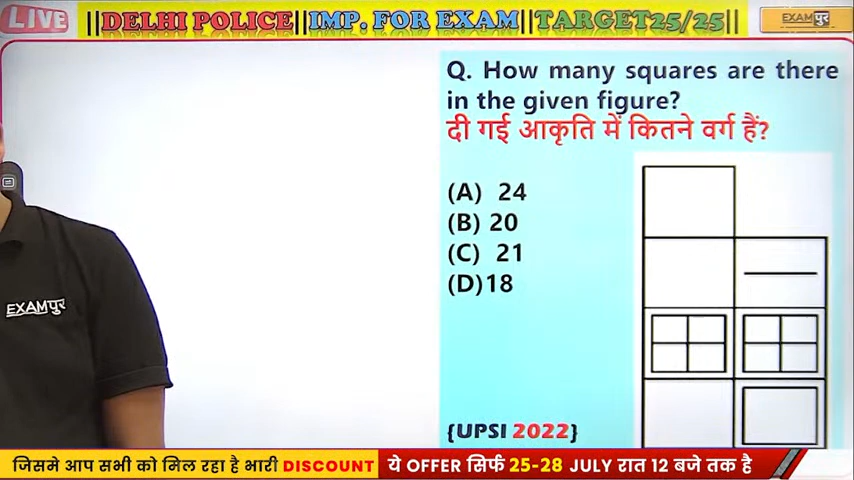 LIVE
||DELHI POLICE||IMP. FOR EXAM||TARGET25/25||
EXAMपुर
Q. How many squares are there
in the given figure?
दी गई आकृति में कितने वर्ग हैं?
(A) 24
(B) 20
(C) 21
(D)18
EXAMपुर
{UPSI 2022}
जिसमे आप सभी को मिल रहा है भारी DISCOUNT ये OFFER सिर्फ 25-28 JULY रात 12 बजे तक है